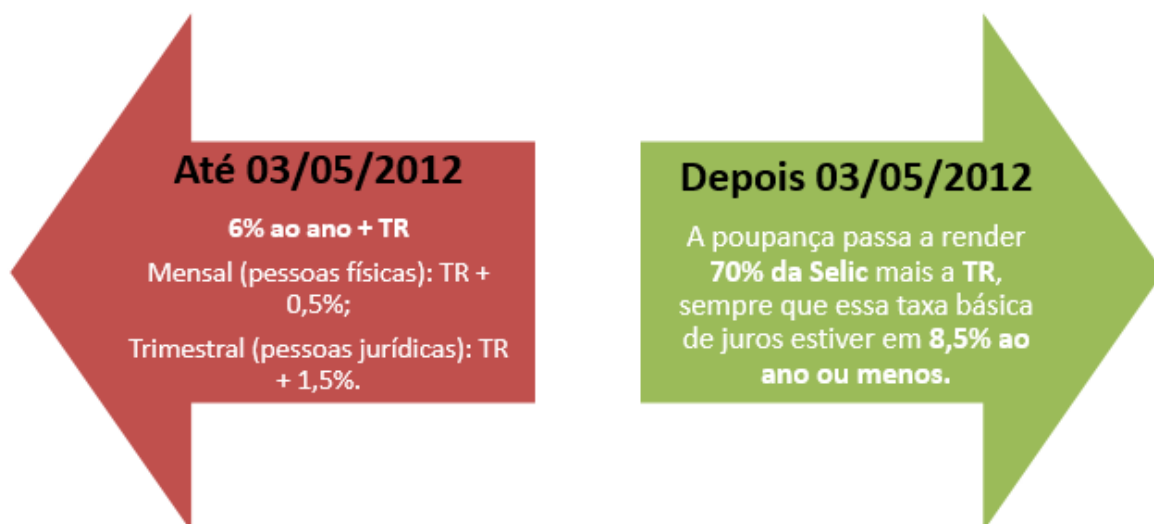 Até 03/05/2012
6% ao ano + TR
Mensal (pessoas físicas): TR +
0,5%;
Trimestral (pessoas jurídicas): TR
+ 1,5%.
Depois 03/05/2012
A poupança passa a render
70% da Selic mais a TR,
sempre que essa taxa básica
de juros estiver em 8,5% ao
ano ou menos.